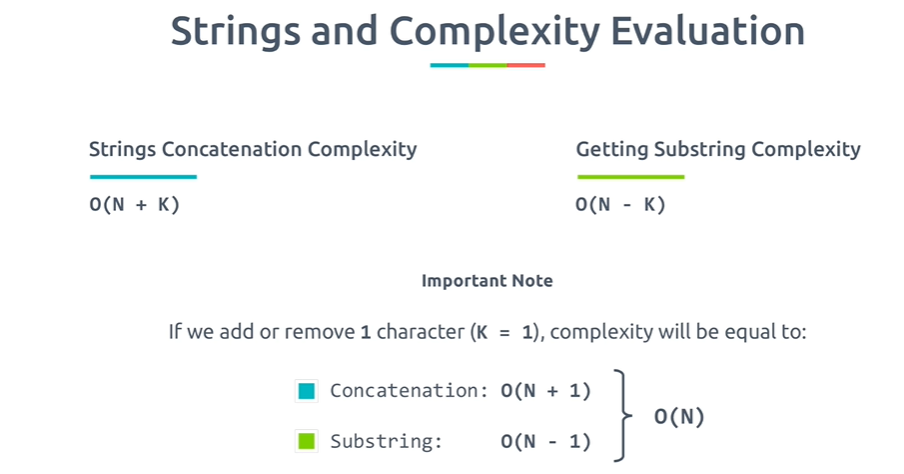 Strings and Complexity Evaluation
Strings Concatenation Complexity
O(N + K)
Getting Substring Complexity
O(N - K)
Important Note
If we add or remove 1 character (K = 1), complexity will be equal to:
Concatenation: O(N + 1)
Substring: O(N - 1)
O(N)